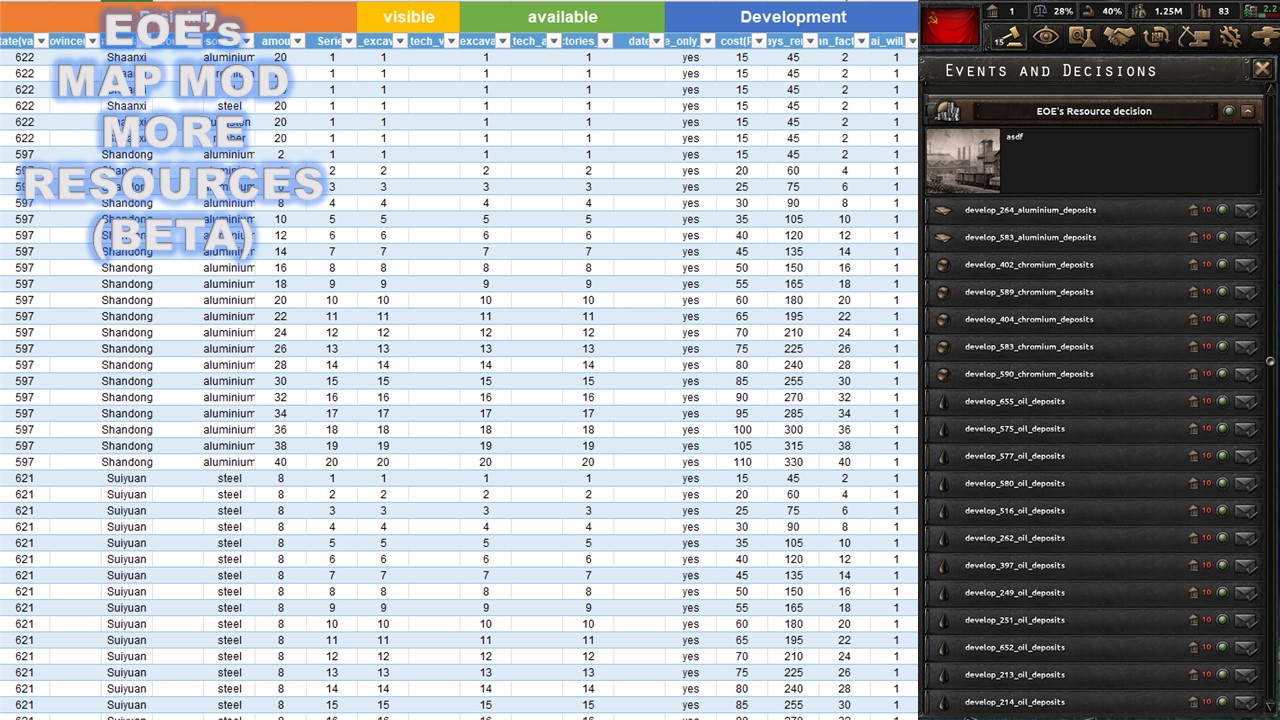 EOE's
MAP MOD
MORE
RESOURCES
(BETA)
visible available Development
amou Serie _excav tech_v excava tech_a ctories date e_only_ cost(P ays_re an_fact ai_will
622 Shaanxi aluminium 20 1 1 1 1 yes 15 45 2 1
622 Shaanxi 20 1 1 1 1 yes 15 45 2 1
622 20 1 1 1 1 yes 15 45 2 1
622 Shaanxi steel 20 1 1 1 1 yes 15 45 2 1
622 20 1 1 1 1 yes 15 45 2 1
622 20 1 1 1 1 yes 15 45 2 1
597 Shandong aluminium 2 1 1 1 1 yes 15 45 2 1
597 Shandong aluminium 2 2 2 2 yes 20 60 4 1
597 3 3 3 3 yes 25 75 6 1
597 Shandong aluminium 8 4 4 4 4 yes 30 90 8 1
597 Shandong aluminium 10 5 5 5 5 yes 35 105 10 1
597 Shandong aluminium 12 6 6 6 6 yes 40 120 12 1
597 Shandong aluminium 14 7 7 7 7 yes 45 135 14 1
597 Shandong aluminium 16 8 8 8 8 yes 50 150 16 1
597 Shandong aluminium 18 9 9 9 9 yes 55 165 18 1
597 Shandong aluminium 20 10 10 10 10 yes 60 180 20 1
597 Shandong aluminium 22 11 11 11 11 yes 65 195 22 1
597 Shandong aluminium 24 12 12 12 12 yes 70 210 24 1
597 Shandong aluminium 26 13 13 13 13 yes 75 225 26 1
597 Shandong aluminium 28 14 14 14 14 yes 80 240 28 1
597 Shandong aluminium 30 15 15 15 15 yes 85 255 30 1
597 Shandong aluminium 32 16 16 16 16 yes 90 270 32 1
597 Shandong aluminium 34 17 17 17 17 yes 95 285 34 1
597 Shandong aluminium 36 18 18 18 18 yes 100 300 36 1
597 Shandong aluminium 38 19 19 19 19 yes 105 315 38 1
597 Shandong aluminium 40 20 20 20 20 yes 110 330 40 1
621 Suiyuan steel 8 1 1 1 1 yes 15 45 2 1
621 Suiyuan steel 8 2 2 2 2 yes 20 60 4 1
621 Suiyuan steel 8 3 3 3 3 yes 25 75 6 1
621 Suiyuan steel 8 4 4 4 4 yes 30 90 8 1
621 Suiyuan steel 8 5 5 5 5 yes 35 105 10 1
621 Suiyuan steel 8 6 6 6 6 yes 40 120 12 1
621 Suiyuan steel 8 7 7 7 7 yes 45 135 14 1
621 Suiyuan steel 8 8 8 8 8 yes 50 150 16 1
621 Suiyuan steel 8 9 9 9 9 yes 55 165 18 1
621 Suiyuan steel 8 10 10 10 10 yes 60 180 20 1
621 Suiyuan steel 8 11 11 11 11 yes 65 195 22 1
621 Suiyuan steel 8 12 12 12 12 yes 70 210 24 1
621 Suiyuan steel 8 13 13 13 13 yes 75 225 26 1
621 Suiyuan steel 8 14 14 14 14 yes 80 240 28 1
621 Suiyuan steel 8 15 15 15 15 yes 85 255 30 1
1 28% 40% 1.25M 83 2.2
15
EVENTS AND DECISIONS
EOE's Resource decision
asdf
develop_264_aluminium_deposits 10
develop_583_aluminium_deposits 10
develop_402_chromium_deposits 10
develop_589_chromium_deposits 10
develop_404_chromium_deposits 10
develop_583_chromium_deposits 10
develop_590_chromium_deposits 10
develop_655_oil_deposits 10
develop_575_oil_deposits 10
develop_577_oil_deposits 10
develop_580_oil_deposits 10
develop_516_oil_deposits 10
develop_262_oil_deposits 10
develop_397_oil_deposits 10
develop_249_oil_deposits 10
develop_251_oil_deposits 10
develop_652_oil_deposits 10
develop_213_oil_deposits 10
develop_214_oil_deposits 10